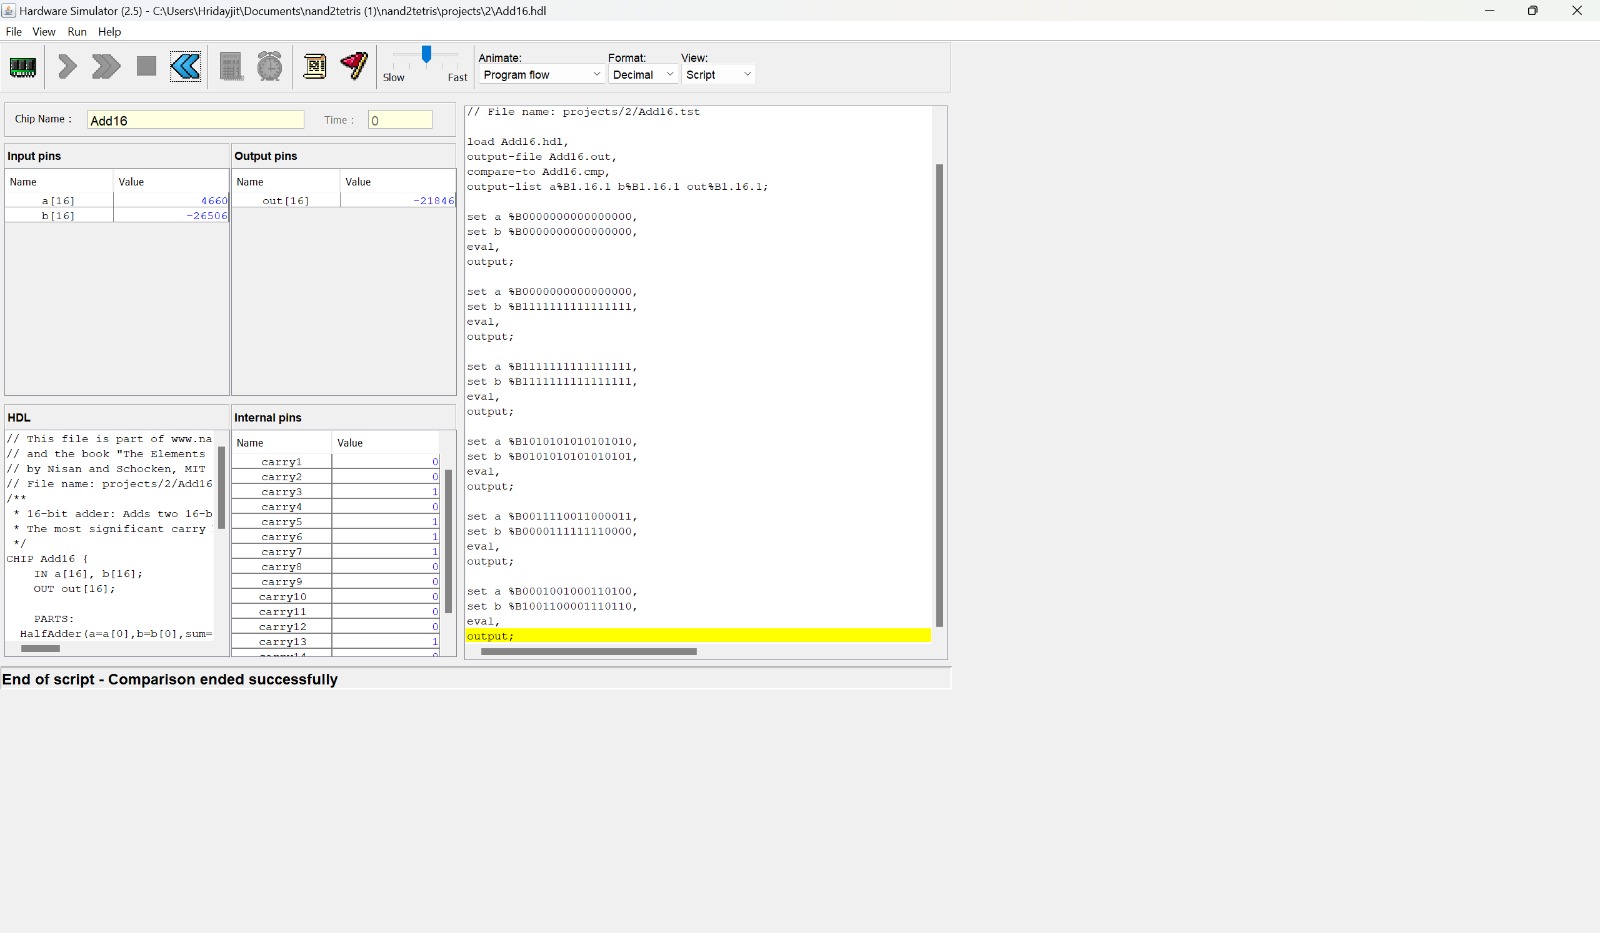 Hardware Simulator (2.5) - C:\Users\Hridayjit\Documents\nand2tetris (1)\nand2tetris\projects\2\Add16.hdl
File View Run Help
Slow Fast
Animate: Format: View:
Program flow Decimal Script
Chip Name : Add16 Time : 0
Input pins
Name Value
a[16] 4660
b[16] -26506
Output pins
Name Value
out[16] -21846
HDL
// This file is part of www.na
// and the book "The Elements
// by Nisan and Schocken, MIT
// File name: projects/2/Add16
/**
* 16-bit adder: Adds two 16-b
* The most significant carry
*/
CHIP Add16 {
IN a[16], b[16];
OUT out[16];
PARTS:
HalfAdder(a=a[0],b=b[0],sum=
Internal pins
Name Value
carry1 0
carry2 0
carry3 1
carry4 0
carry5 1
carry6 1
carry7 1
carry8 0
carry9 0
carry10 0
carry11 0
carry12 0
carry13 1
carry14 0
// File name: projects/2/Add16.tst
load Add16.hdl,
output-file Add16.out,
compare-to Add16.cmp,
output-list a%B1.16.1 b%B1.16.1 out%B1.16.1;
set a %B0000000000000000,
set b %B0000000000000000,
eval,
output;
set a %B0000000000000000,
set b %B1111111111111111,
eval,
output;
set a %B1111111111111111,
set b %B1111111111111111,
eval,
output;
set a %B1010101010101010,
set b %B0101010101010101,
eval,
output;
set a %B0011110011000011,
set b %B0000111111110000,
eval,
output;
set a %B0001001000110100,
set b %B1001100001110110,
eval,
output;
End of script - Comparison ended successfully